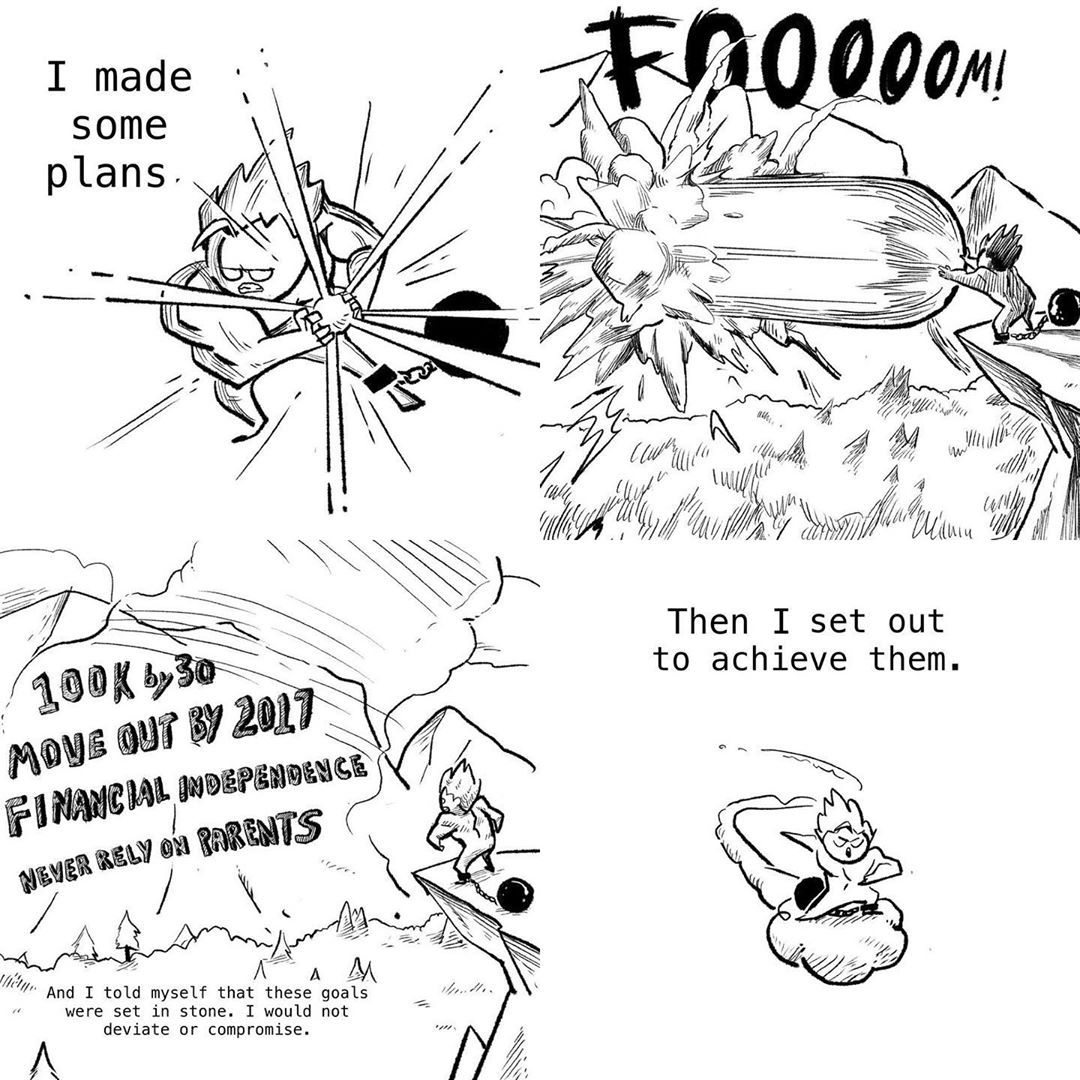 I made
some
plans.
FOOOOOOM!
100K by 30
MOVE OUT BY 2017
FINANCIAL INDEPENDENCE
NEVER RELY ON PARENTS
And I told myself that these goals
were set in stone. I would not
deviate or compromise.
Then I set out
to achieve them.